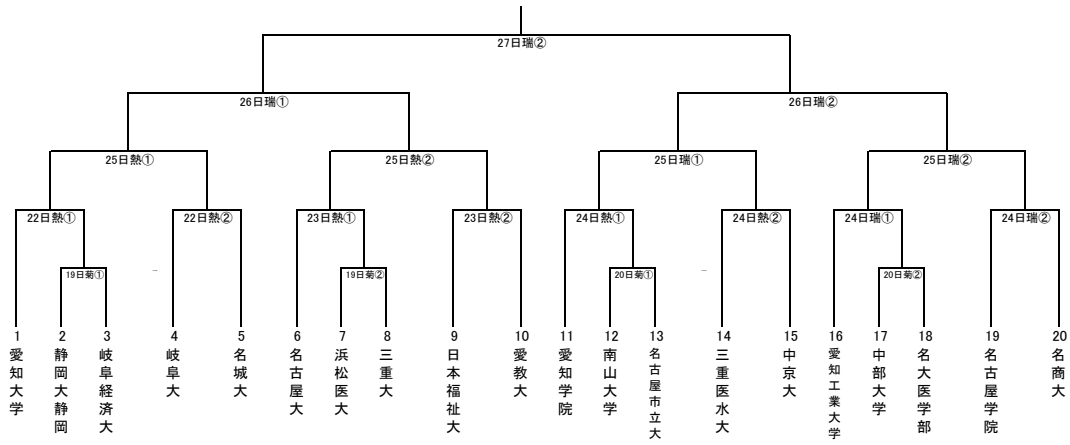 27日瑞②
26日瑞①
26日瑞②
25日熱①
25日熱②
25日瑞①
25日瑞②
22日熱①
22日熱②
23日熱①
23日熱②
24日熱①
24日熱②
24日瑞①
24日瑞②
19日菊①
19日菊②
20日菊①
20日菊②
1
2
3
4
5
6
7
8
9
10
11
12
13
14
15
16
17
18
19
20
愛知大学
静岡大静岡
岐阜経済大
岐阜大
名城大
名古屋大
浜松医大
三重大
日本福祉大
愛教大
愛知学院
南山大学
名古屋市立大
三重医水大
中京大
愛知工業大学
中部大学
名大医学部
名古屋学院
名商大